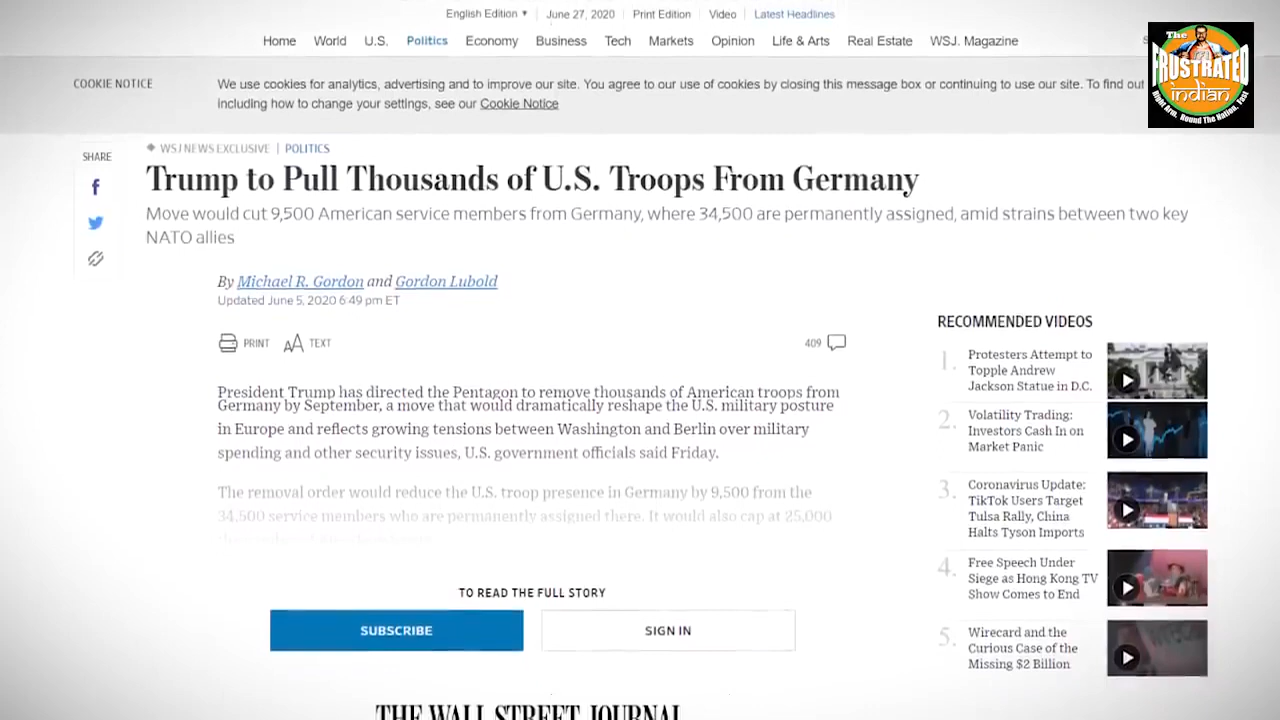 English Edition ▼ | June 27, 2020 | Print Edition | Video | Latest Headlines
Home World U.S. Politics Economy Business Tech Markets Opinion Life & Arts Real Estate WSJ. Magazine
The
FRUSTRATED
indian
Right Arm, Round The Nation, Fast
COOKIE NOTICE
We use cookies for analytics, advertising and to improve our site. You agree to our use of cookies by closing this message box or continuing to use our site. To find out
including how to change your settings, see our Cookie Notice
SHARE
WSJ NEWS EXCLUSIVE | POLITICS
Trump to Pull Thousands of U.S. Troops From Germany
Move would cut 9,500 American service members from Germany, where 34,500 are permanently assigned, amid strains between two key
NATO allies
By Michael R. Gordon and Gordon Lubold
Updated June 5, 2020 6:49 pm ET
PRINT AA TEXT
409
President Trump has directed the Pentagon to remove thousands of American troops from
Germany by September, a move that would dramatically reshape the U.S. military posture
in Europe and reflects growing tensions between Washington and Berlin over military
spending and other security issues, U.S. government officials said Friday.
The removal order would reduce the U.S. troop presence in Germany by 9,500 from the
34,500 service members who are permanently assigned there. It would also cap at 25,000
TO READ THE FULL STORY
SUBSCRIBE
SIGN IN
THE WALL STREET JOURNAL
RECOMMENDED VIDEOS
1. Protesters Attempt to
Topple Andrew
Jackson Statue in D.C.
2. Volatility Trading:
Investors Cash In on
Market Panic
3. Coronavirus Update:
TikTok Users Target
Tulsa Rally, China
Halts Tyson Imports
4. Free Speech Under
Siege as Hong Kong TV
Show Comes to End
5. Wirecard and the
Curious Case of the
Missing $2 Billion